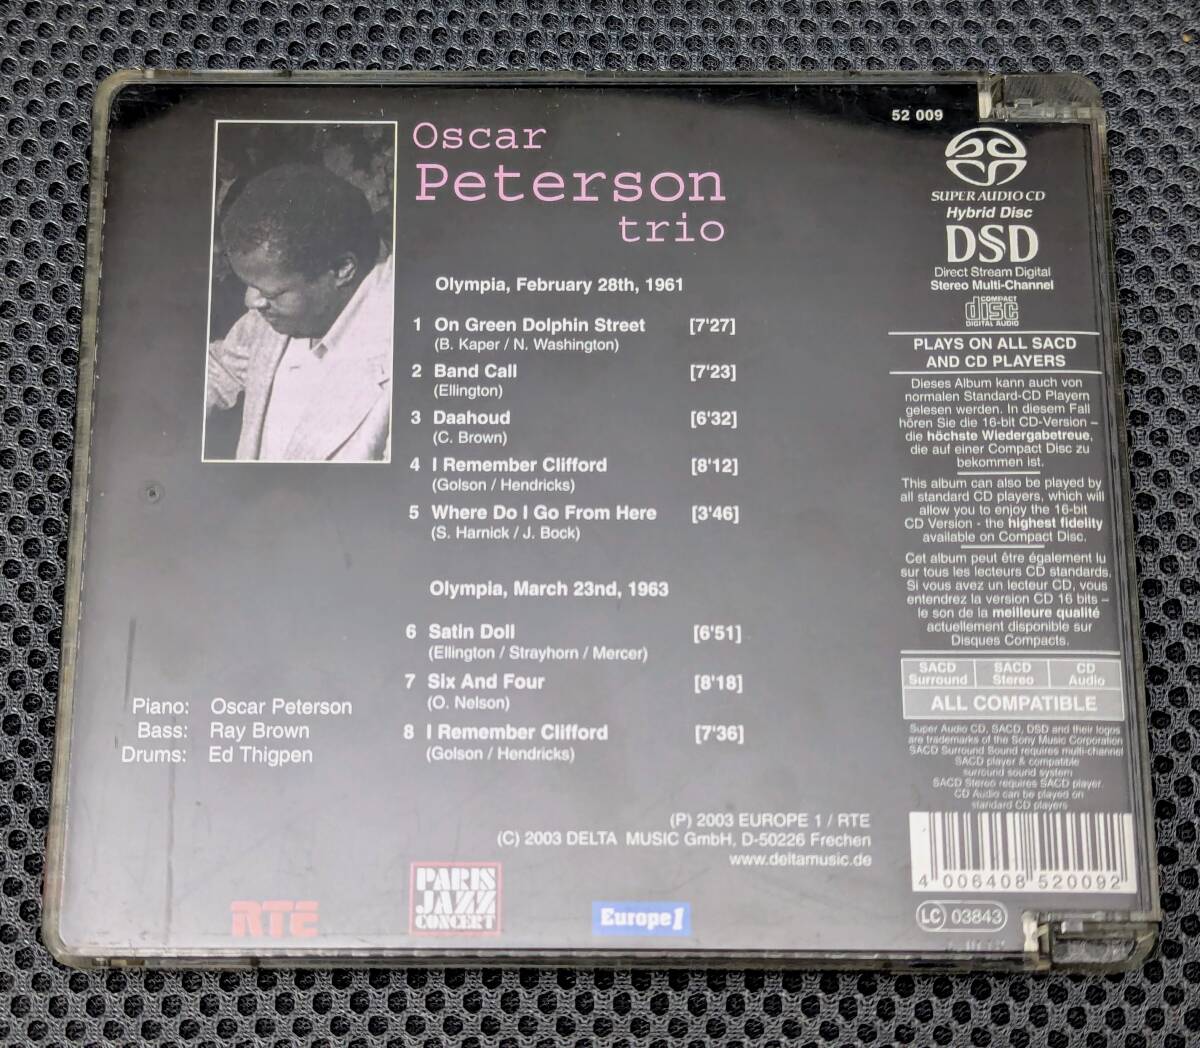 Oscar
Peterson
trio
Olympia, February 28th, 1961
1 On Green Dolphin Street [7'27]
(B. Kaper / N. Washington)
2 Band Call [7'23]
(Ellington)
3 Daahoud [6'32]
(C. Brown)
4 I Remember Clifford [8'12]
(Golson / Hendricks)
5 Where Do I Go From Here [3'46]
(S. Harnick / J. Bock)
Olympia, March 23nd, 1963
6 Satin Doll [6'51]
(Ellington / Strayhorn / Mercer)
7 Six And Four [8'18]
(O. Nelson)
8 I Remember Clifford [7'36]
(Golson / Hendricks)
Piano: Oscar Peterson
Bass: Ray Brown
Drums: Ed Thigpen
(P) 2003 EUROPE 1 / RTE
(C) 2003 DELTA MUSIC GmbH, D-50226 Frechen
www.deltamusic.de
RTE
PARIS
JAZZ
CONCERT
Europe1
52 009
SUPER AUDIO CD
Hybrid Disc
DSD
Direct Stream Digital
Stereo Multi-Channel
COMPACT
disc
DIGITAL AUDIO
PLAYS ON ALL SACD
AND CD PLAYERS
Dieses Album kann auch von
normalen Standard-CD Playern
gelesen werden. In diesem Fall
hören Sie die 16-bit CD-Version –
die höchste Wiedergabetreue,
die auf einer Compact Disc zu
bekommen ist.
This album can also be played by
all standard CD players, which will
allow you to enjoy the 16-bit
CD Version - the highest fidelity
available on Compact Disc.
Cet album peut être également lu
sur tous les lecteurs CD standards.
Si vous avez un lecteur CD, vous
entendrez la version CD 16 bits –
le son de la meilleure qualité
actuellement disponible sur
Disques Compacts.
SACD Surround
SACD Stereo
CD Audio
ALL COMPATIBLE
Super Audio CD, SACD, DSD and their logos
are trademarks of the Sony Music Corporation
SACD Surround Sound requires multi-channel
SACD player & compatible
surround sound system
SACD Stereo requires SACD player.
CD Audio can be played on
standard CD players
4 006408 520092
LC 03843